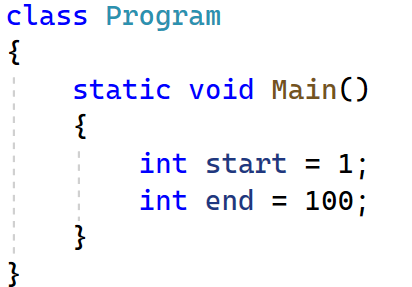 class Program
{
    static void Main()
    {
        int start = 1;
        int end = 100;
    }
}